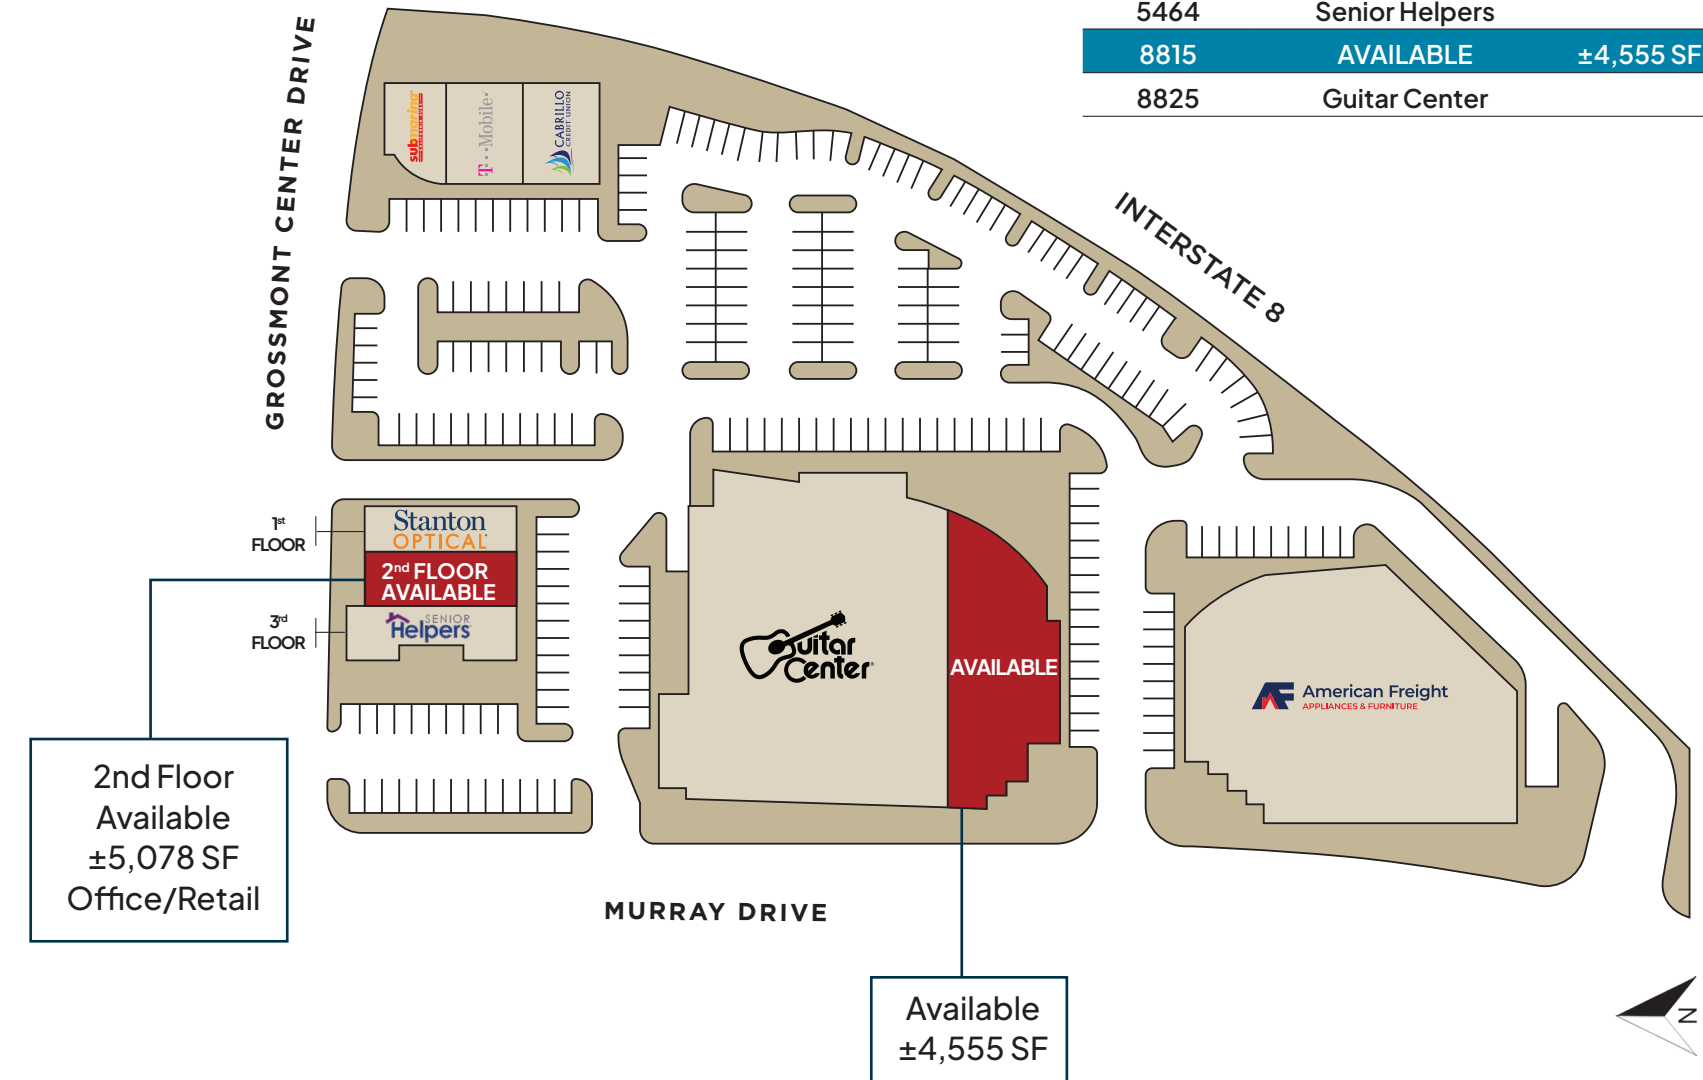 5464 Senior Helpers
8815 AVAILABLE ±4,555 SF
8825 Guitar Center
GROSSMONT CENTER DRIVE
submarina
T··Mobile·
CABRILLO
CREDIT UNION
INTERSTATE 8
1st
FLOOR
Stanton
OPTICAL
2nd FLOOR
AVAILABLE
3rd
FLOOR
SENIOR
Helpers
Guitar
Center
AVAILABLE
American Freight
APPLIANCES & FURNITURE
2nd Floor
Available
±5,078 SF
Office/Retail
MURRAY DRIVE
Available
±4,555 SF
N